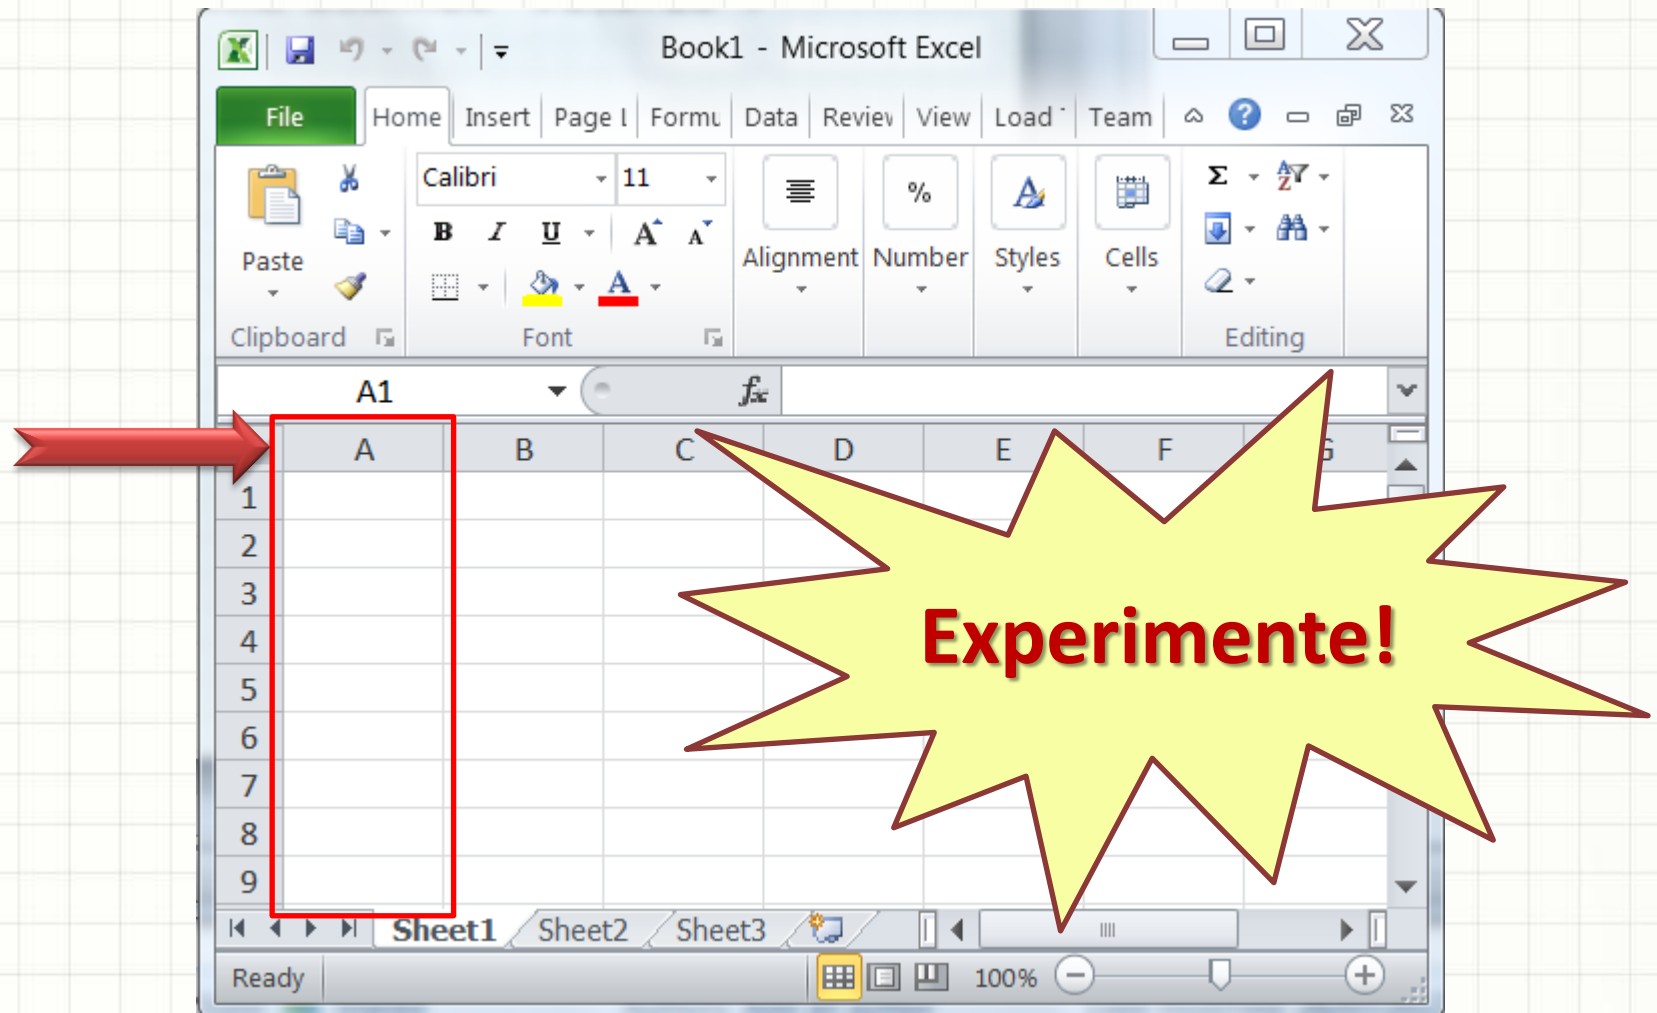 Book1 - Microsoft Excel
File Home Insert Page L Formu Data Review View Load Team
Calibri 11
B I U A A
%
Σ
A
Z
Paste Alignment Number Styles Cells
Clipboard Font Editing
A1 fx
A B C D E F G
1
2
3
4
5
6
7
8
9
Experimente!
Sheet1 Sheet2 Sheet3
Ready 100%